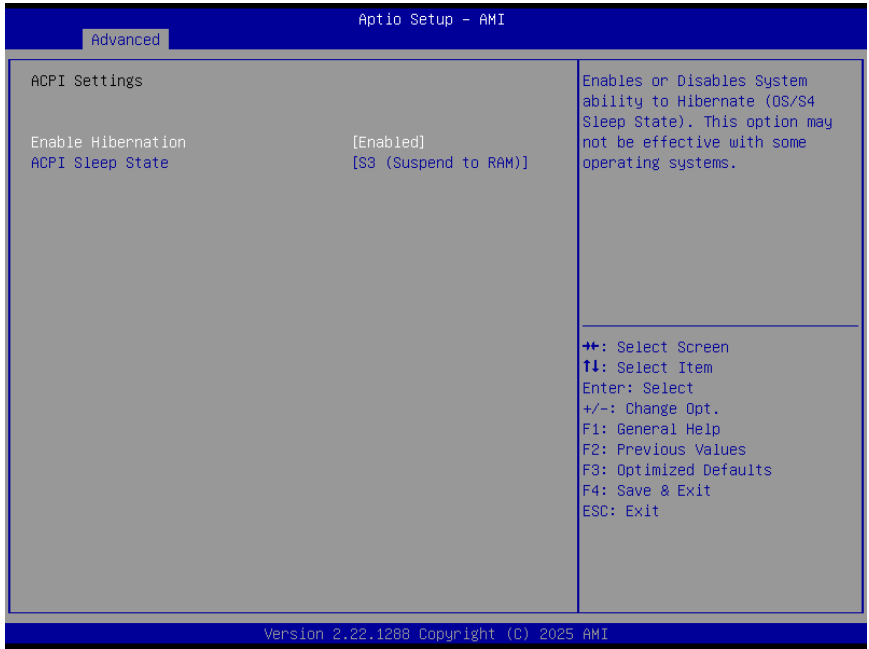 Aptio Setup – AMI
Advanced
ACPI Settings
Enable Hibernation [Enabled]
ACPI Sleep State [S3 (Suspend to RAM)]
Enables or Disables System
ability to Hibernate (OS/S4
Sleep State). This option may
not be effective with some
operating systems.
→←: Select Screen
↑↓: Select Item
Enter: Select
+/-: Change Opt.
F1: General Help
F2: Previous Values
F3: Optimized Defaults
F4: Save & Exit
ESC: Exit
Version 2.22.1288 Copyright (C) 2025 AMI